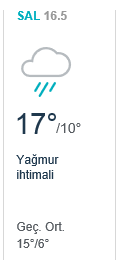 SAL 16.5
17°/10°
Yağmur
ihtimali
Geç. Ort.
15°/6°